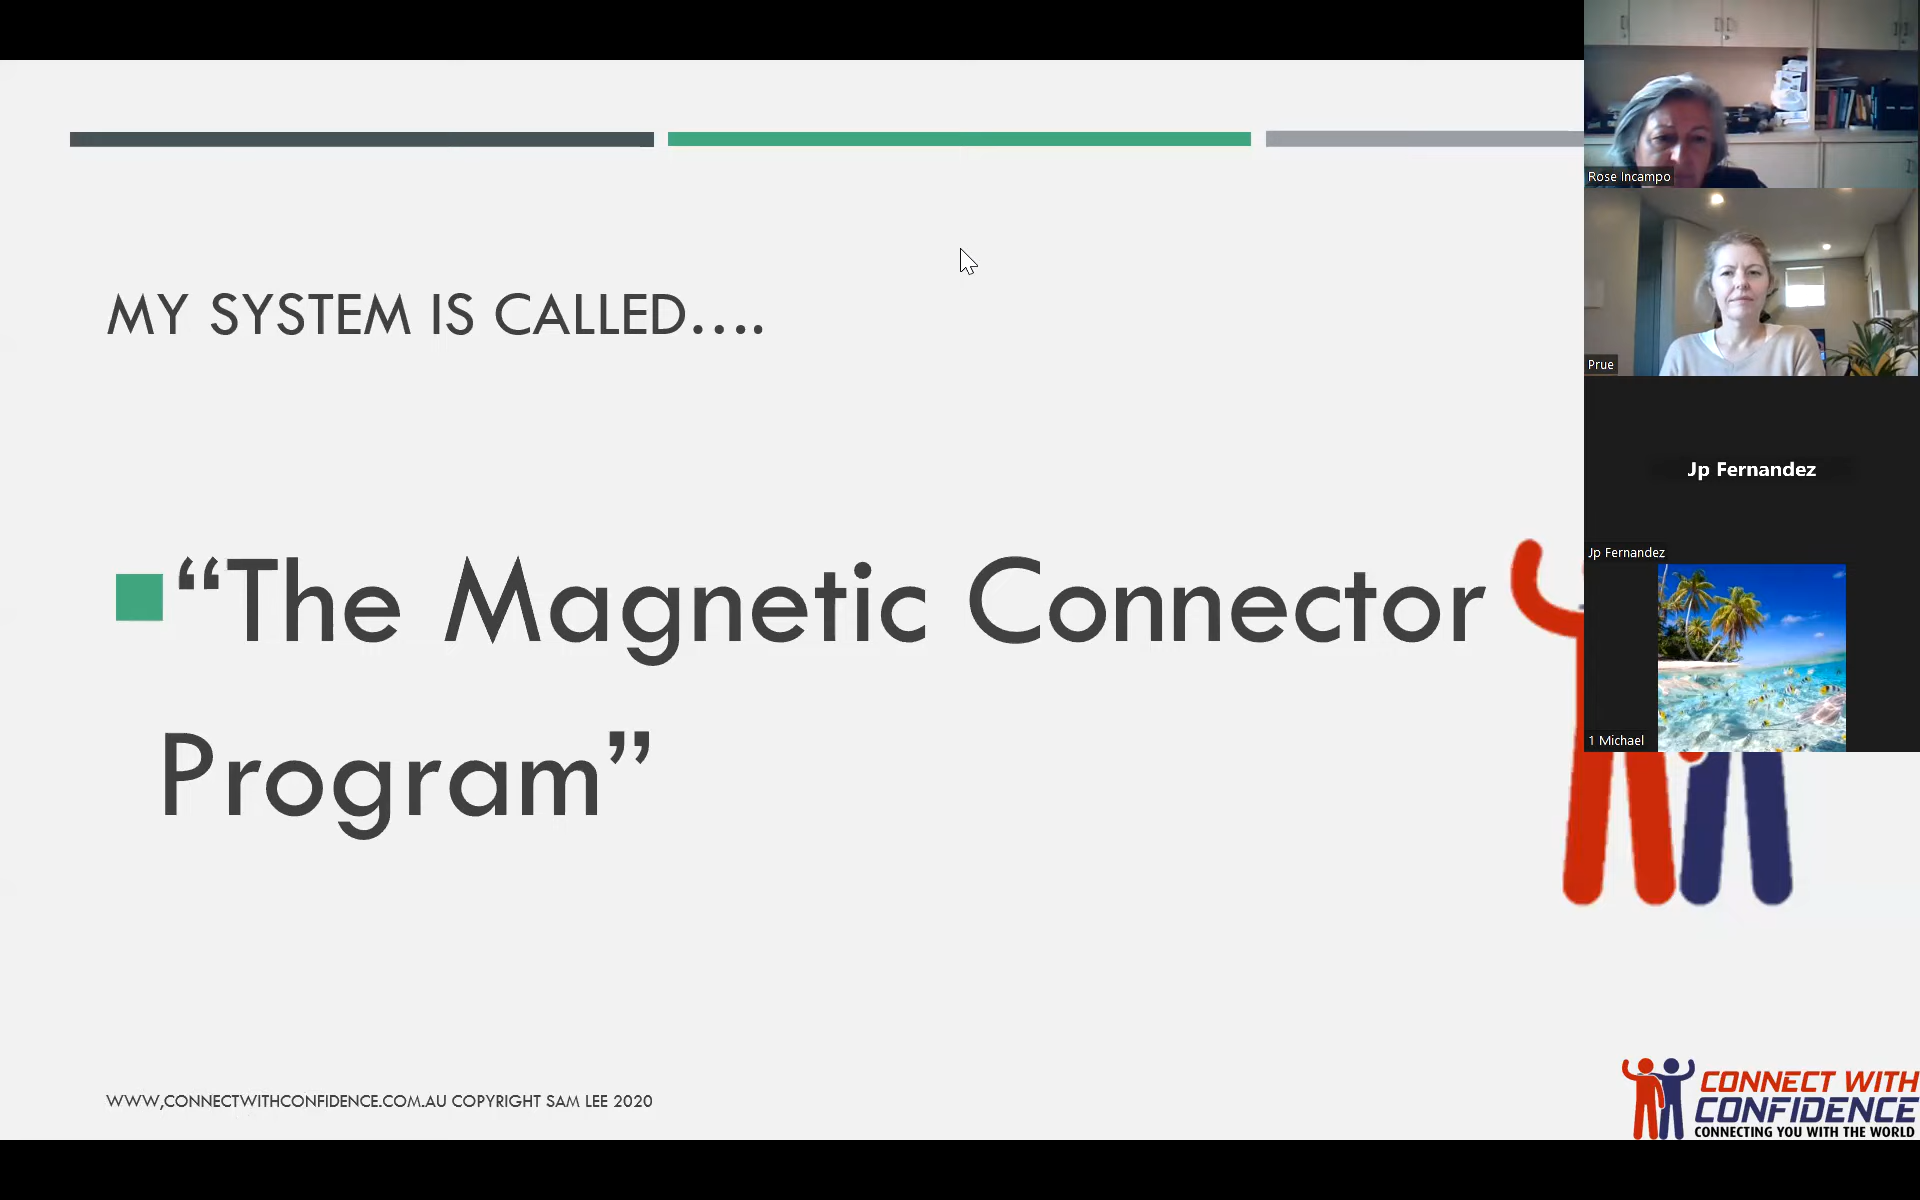 MY SYSTEM IS CALLED....
“The Magnetic Connector
Program”
WWW,CONNECTWITHCONFIDENCE.COM.AU COPYRIGHT SAM LEE 2020
CONNECT WITH
CONFIDENCE
CONNECTING YOU WITH THE WORLD
Rose Incampo
Prue
Jp Fernandez
Jp Fernandez
1 Michael